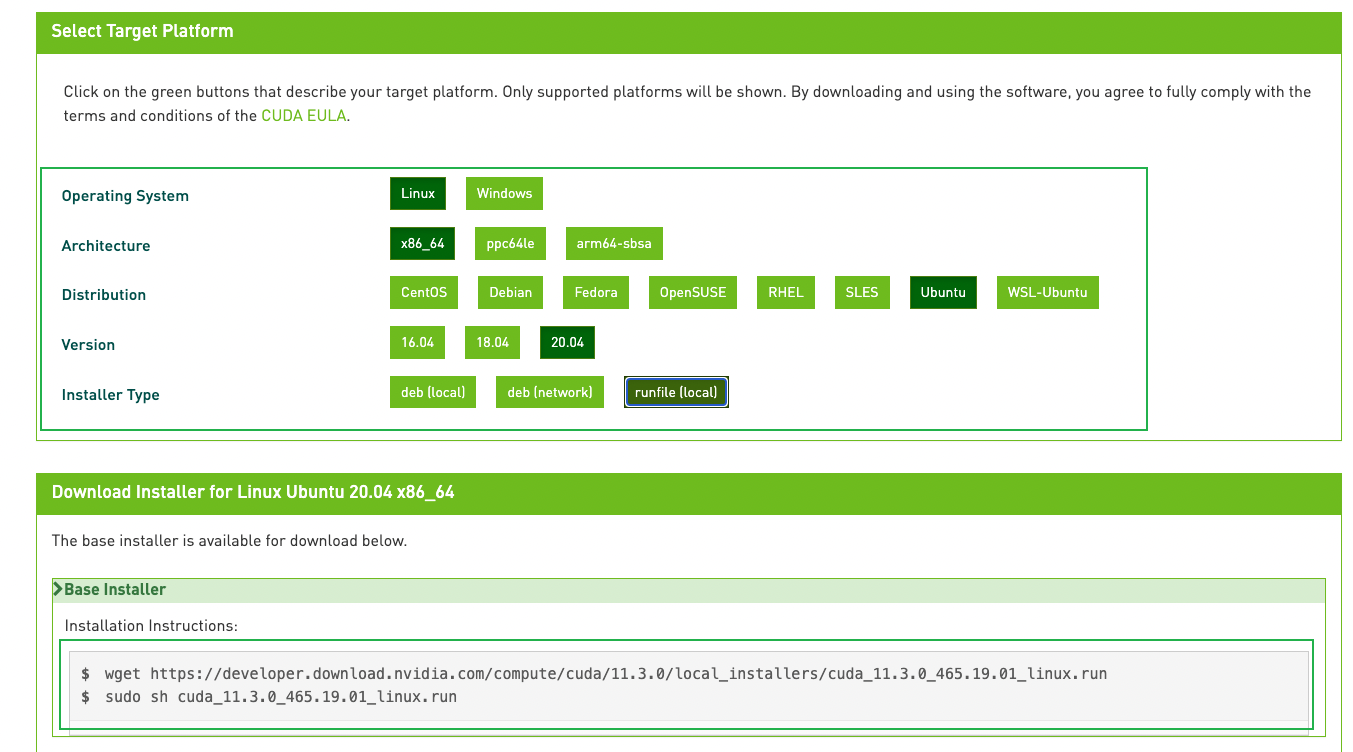 Select Target Platform
Click on the green buttons that describe your target platform. Only supported platforms will be shown. By downloading and using the software, you agree to fully comply with the
terms and conditions of the CUDA EULA.
Operating System Linux Windows
Architecture x86_64 ppc64le arm64-sbsa
Distribution CentOS Debian Fedora OpenSUSE RHEL SLES Ubuntu WSL-Ubuntu
Version 16.04 18.04 20.04
Installer Type deb (local) deb (network) runfile (local)
Download Installer for Linux Ubuntu 20.04 x86_64
The base installer is available for download below.
Base Installer
Installation Instructions:
$ wget https://developer.download.nvidia.com/compute/cuda/11.3.0/local_installers/cuda_11.3.0_465.19.01_linux.run
$ sudo sh cuda_11.3.0_465.19.01_linux.run